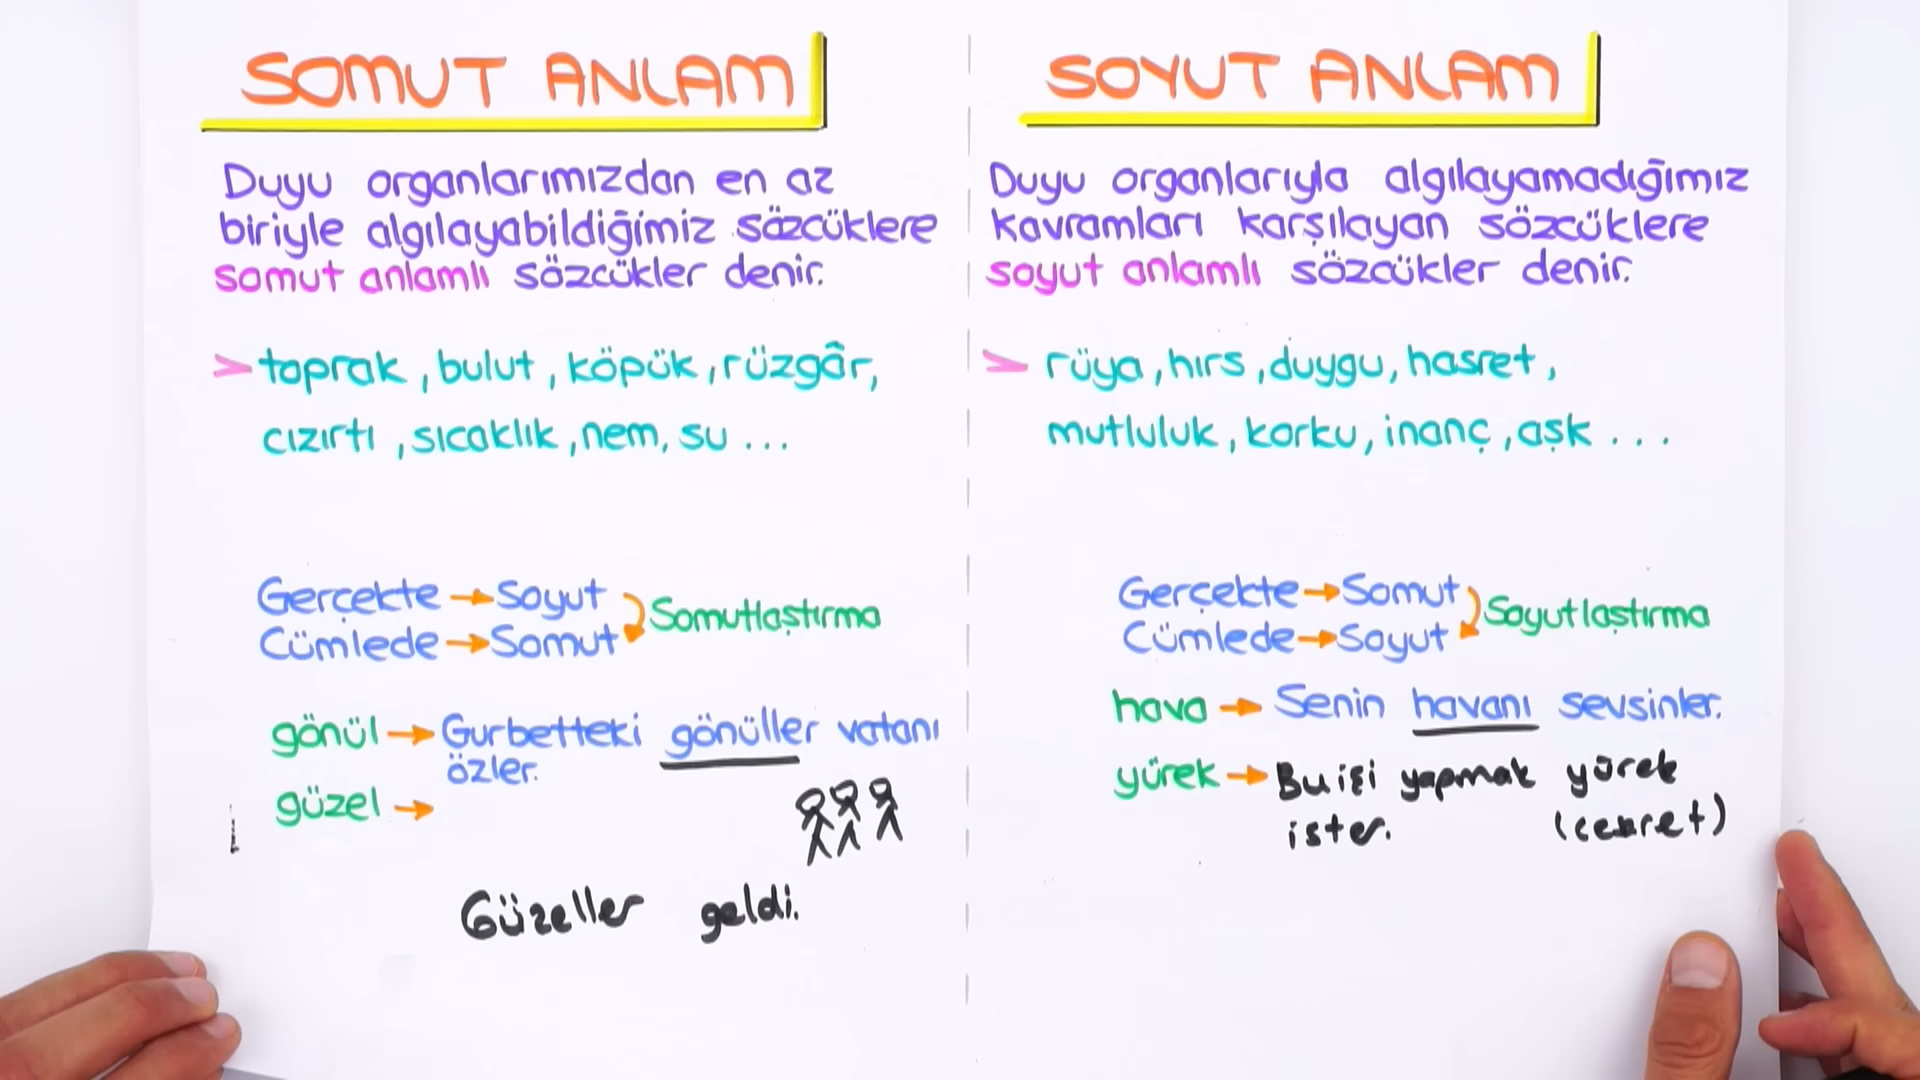 SOMUT ANLAM
Duyu organlarımızdan en az
biriyle algılayabildiğimiz sözcüklere
somut anlamlı sözcükler denir.
> toprak, bulut, köpük, rüzgâr,
cızırtı, sıcaklık, nem, su ...
Gerçekte → Soyut
Cümlede → Somut
Somutlaştırma
gönül → Gurbetteki gönüller vatanı
özler.
güzel →
Güzeller geldi.
SOYUT ANLAM
Duyu organlarıyla algılayamadığımız
kavramları karşılayan sözcüklere
soyut anlamlı sözcükler denir.
> rüya, hırs, duygu, hasret,
mutluluk, korku, inanç, aşk ...
Gerçekte → Somut
Cümlede → Soyut
Soyutlaştırma
hava → Senin havanı sevsinler.
yürek → Bu işi yapmak yürek
ister.